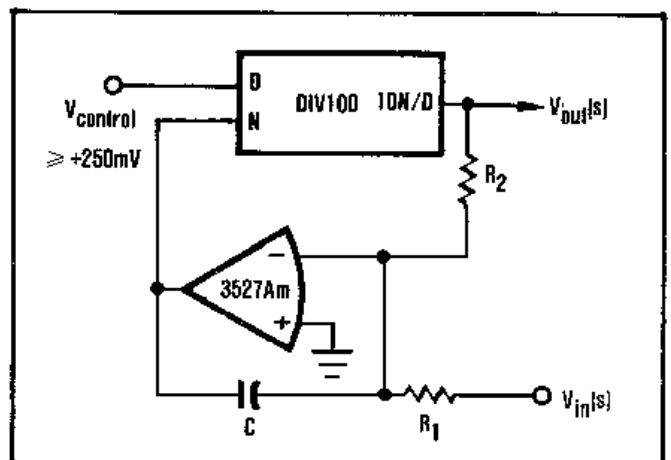 D
DIV100
10N/D
N
Vcontrol
≥ +250mV
Vout(s)
R2
−
3527Am
+
C
R1
Vin(s)